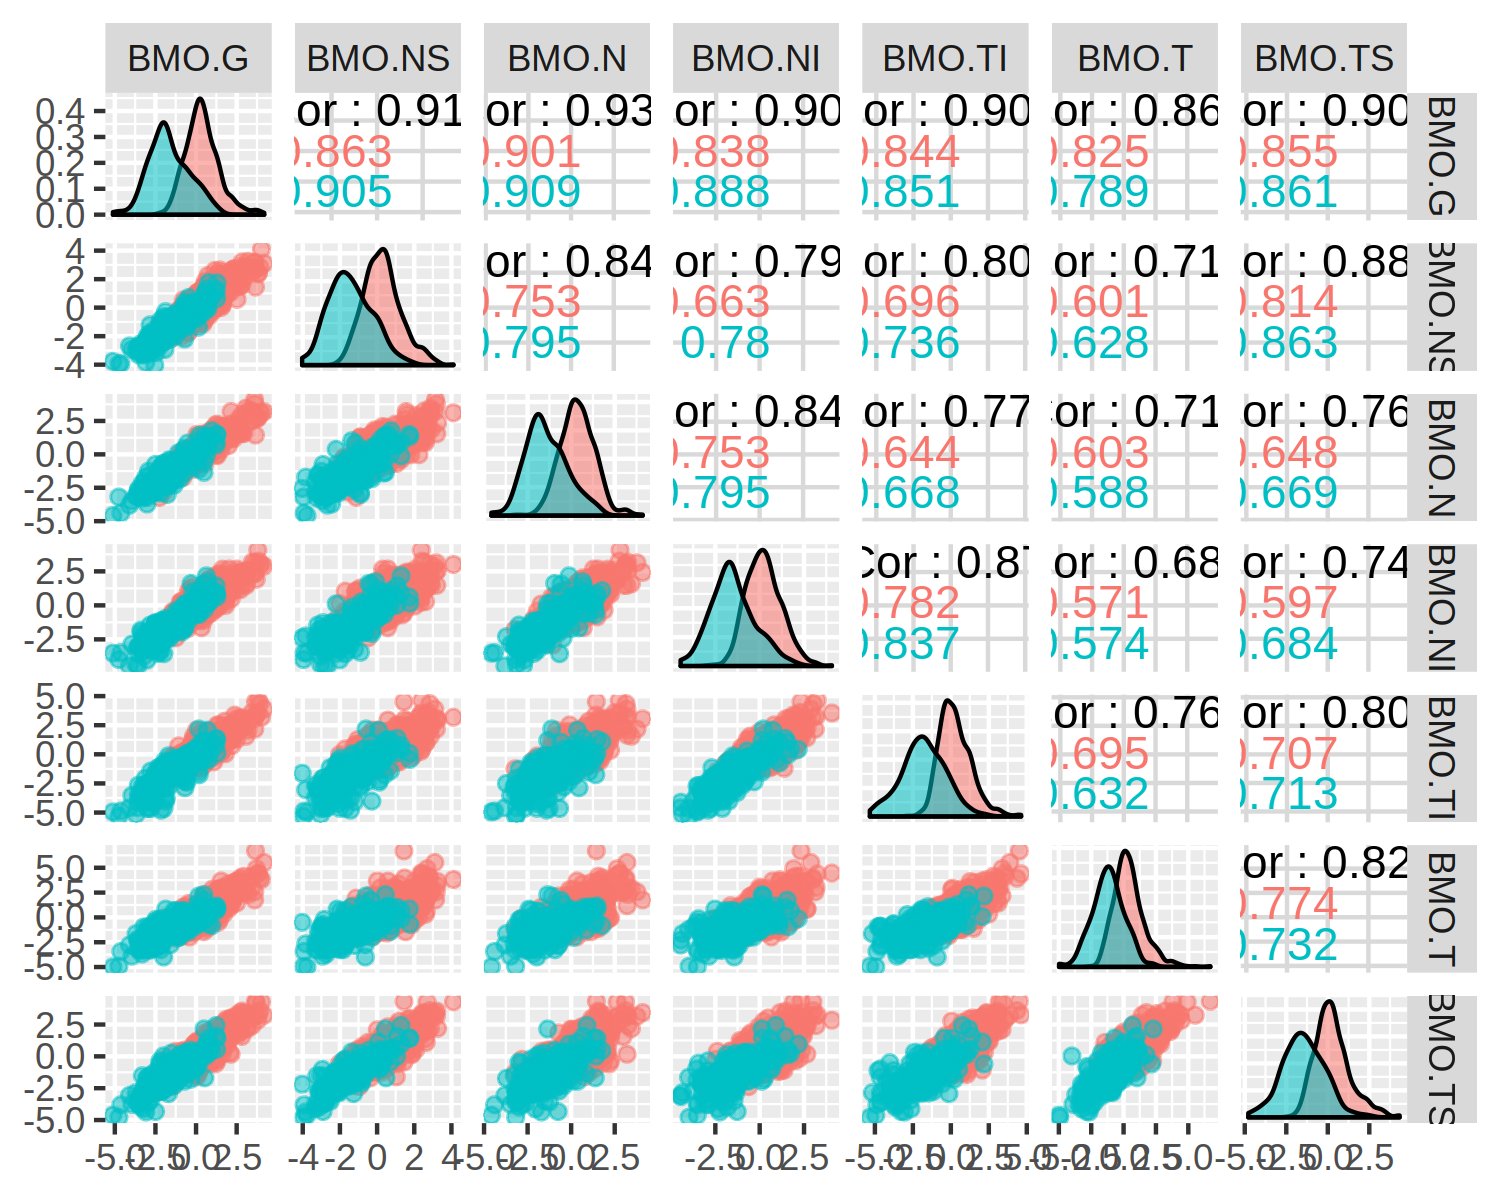 BMO.G BMO.NS BMO.N BMO.NI BMO.TI BMO.T BMO.TS
0.4 or : 0.91 or : 0.93 or : 0.90 or : 0.90 or : 0.86 or : 0.90 BMO.G
0.3 0.863 0.901 0.838 0.844 0.825 0.855
0.2
0.1 0.905 0.909 0.888 0.851 0.789 0.861
0.0
4 or : 0.84 or : 0.79 or : 0.80 or : 0.71 or : 0.88 BMO.NS
2 0.753 0.663 0.696 0.601 0.814
0
-2 0.795 0.78 0.736 0.628 0.863
-4
2.5 or : 0.84 or : 0.77 Cor : 0.71 or : 0.76 BMO.N
0.0 0.753 0.644 0.603 0.648
-2.5 0.795 0.668 0.588 0.669
-5.0
2.5 Cor : 0.87 or : 0.68 or : 0.74 BMO.NI
0.0 0.782 0.571 0.597
-2.5 0.837 0.574 0.684
5.0 or : 0.76 or : 0.80 BMO.TI
2.5 0.695 0.707
0.0
-2.5 0.632 0.713
-5.0
5.0 or : 0.82 BMO.T
2.5 0.774
0.0
-2.5 0.732
-5.0
2.5 BMO.TS
0.0
-2.5
-5.0
-5.0 -2.5 0.0 2.5 -4 -2 0 2 4 -5.0 -2.5 0.0 2.5 -2.5 0.0 2.5 -5.0 -2.5 0.0 2.5 5.0 -5.0 -2.5 0.0 2.5 5.0 -5.0 -2.5 0.0 2.5